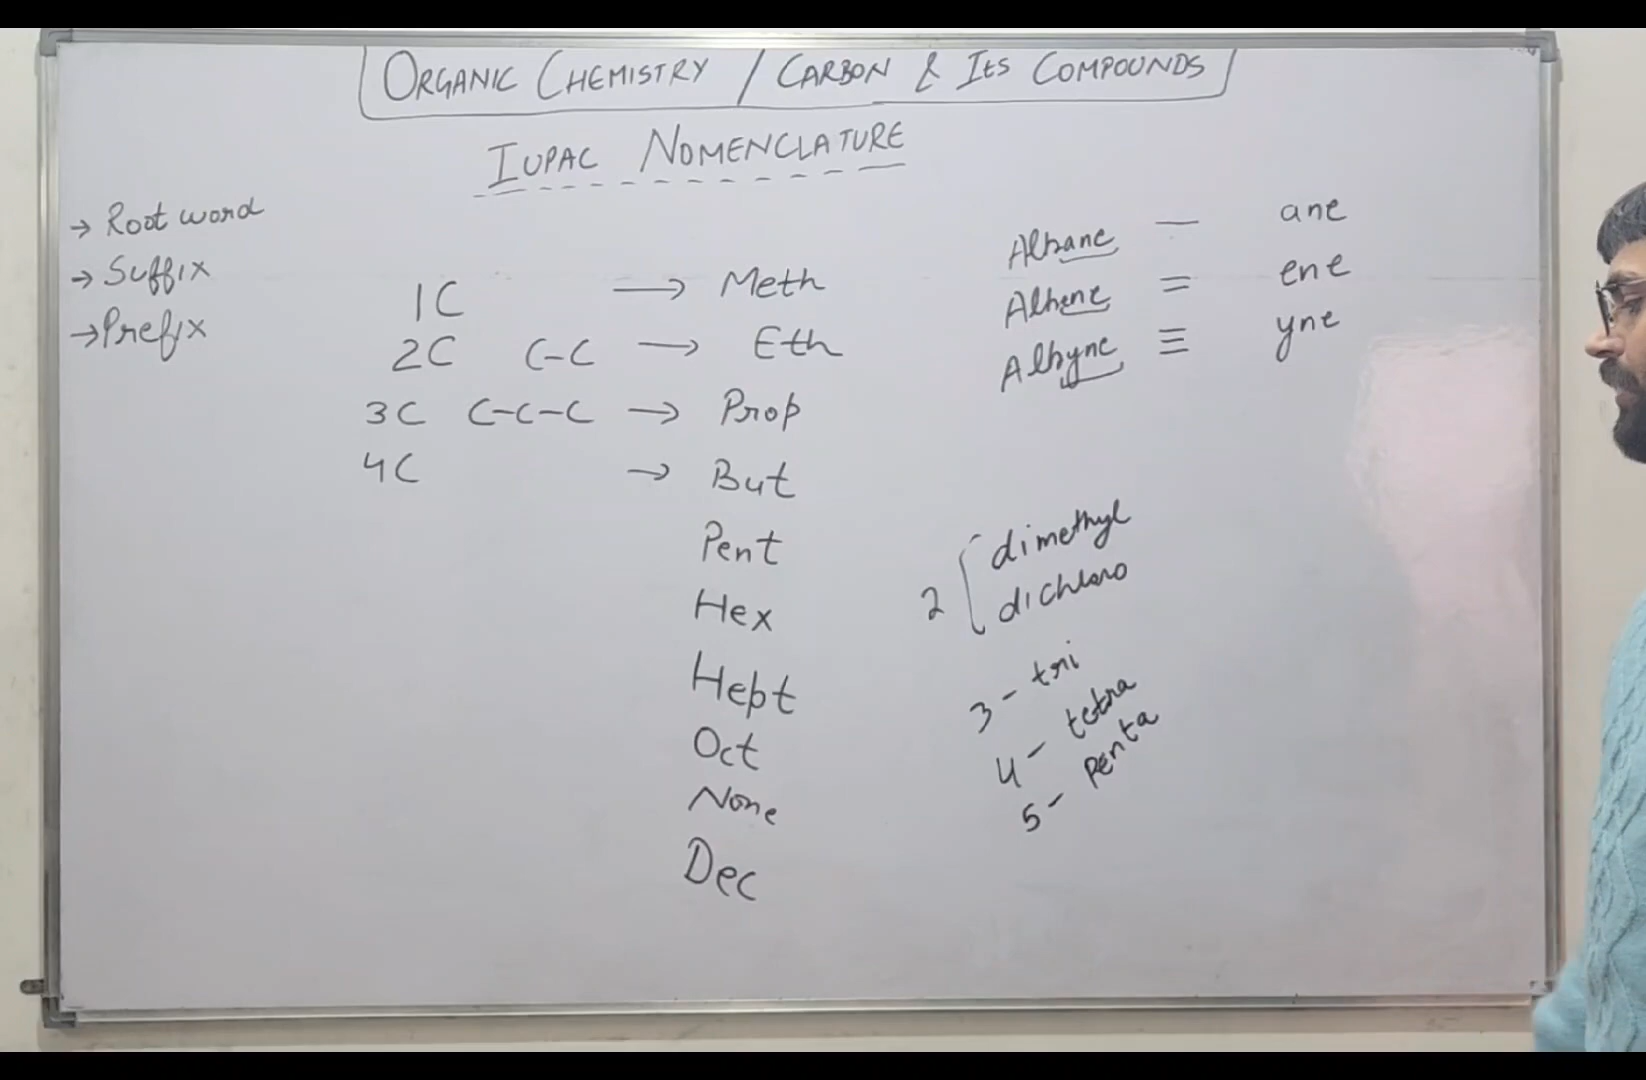 ORGANIC CHEMISTRY / CARBON & ITS COMPOUNDS
IUPAC NOMENCLATURE
→ Root word
→ Suffix
→ Prefix
1C → Meth
2C C-C → Eth
3C C-C-C → Prop
4C → But
Pent
Hex
Hept
Oct
None
Dec
Alkane — ane
Alkene = ene
Alkyne ≡ yne
2 [ dimethyl
dichloro
3 - tri
4 - tetra
5 - penta